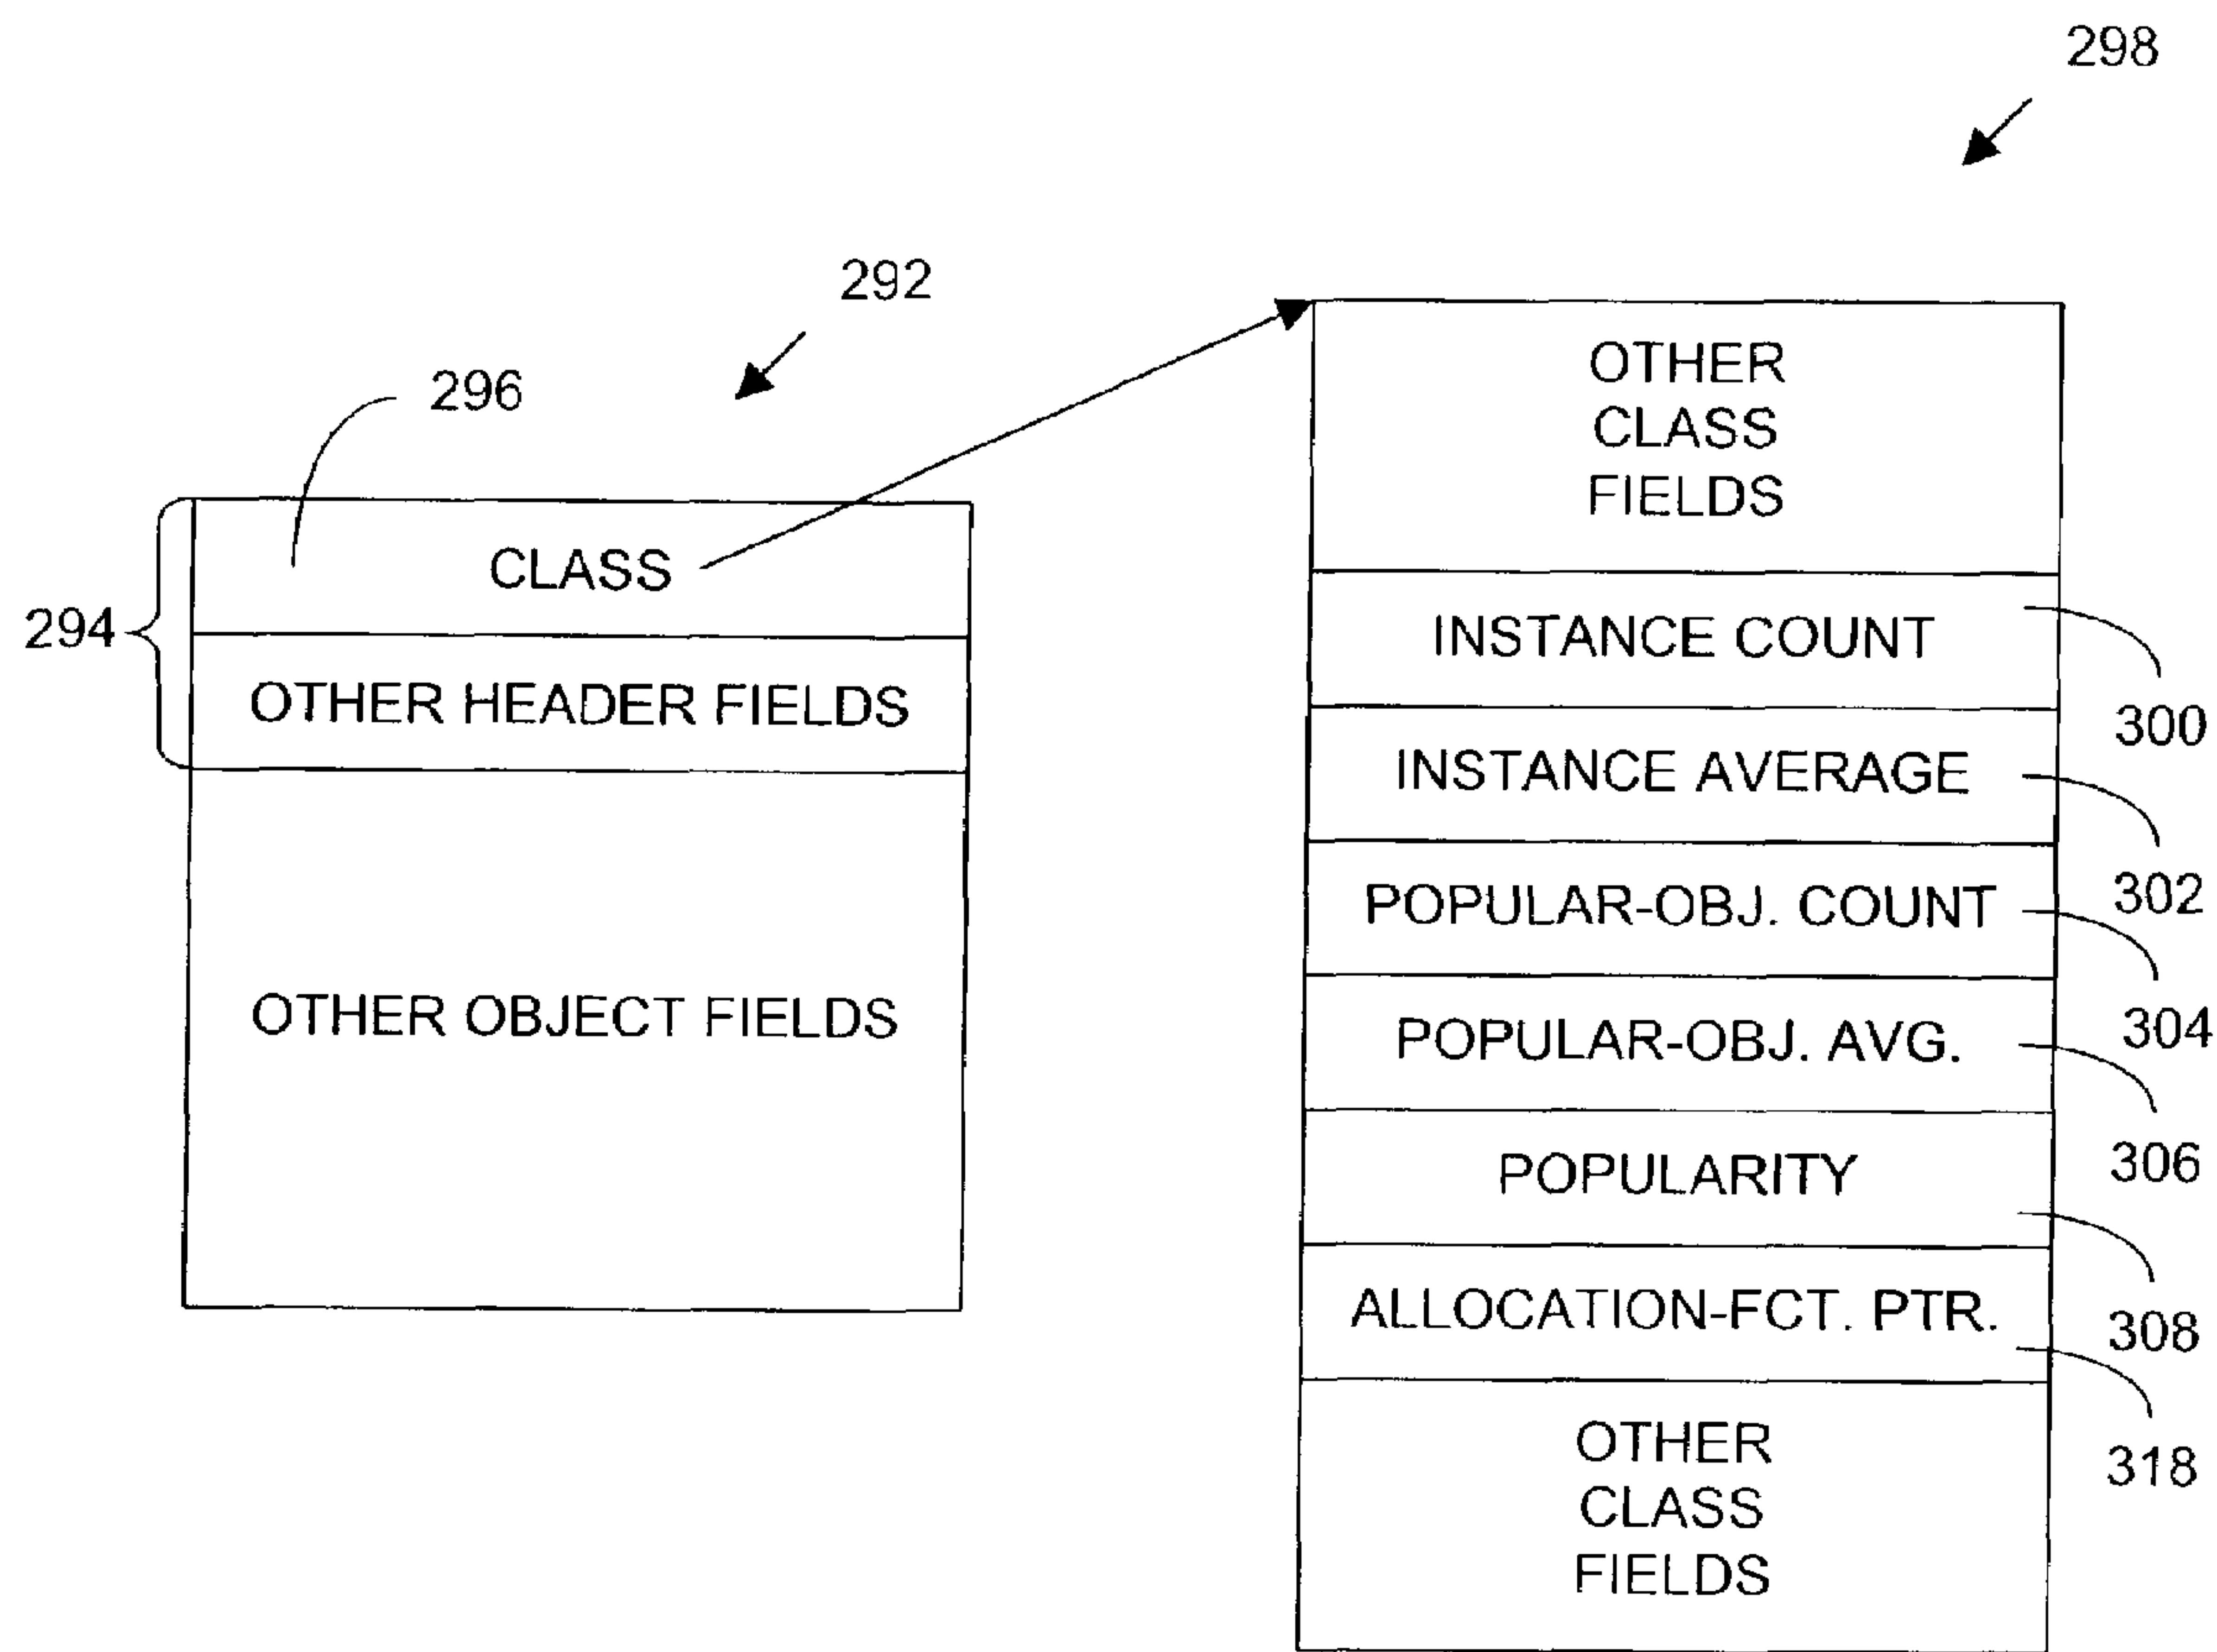 298
292
296
294
CLASS
OTHER HEADER FIELDS
OTHER OBJECT FIELDS
OTHER
CLASS
FIELDS
INSTANCE COUNT
300
INSTANCE AVERAGE
302
POPULAR-OBJ. COUNT
304
POPULAR-OBJ. AVG.
306
POPULARITY
308
ALLOCATION-FCT. PTR.
318
OTHER
CLASS
FIELDS